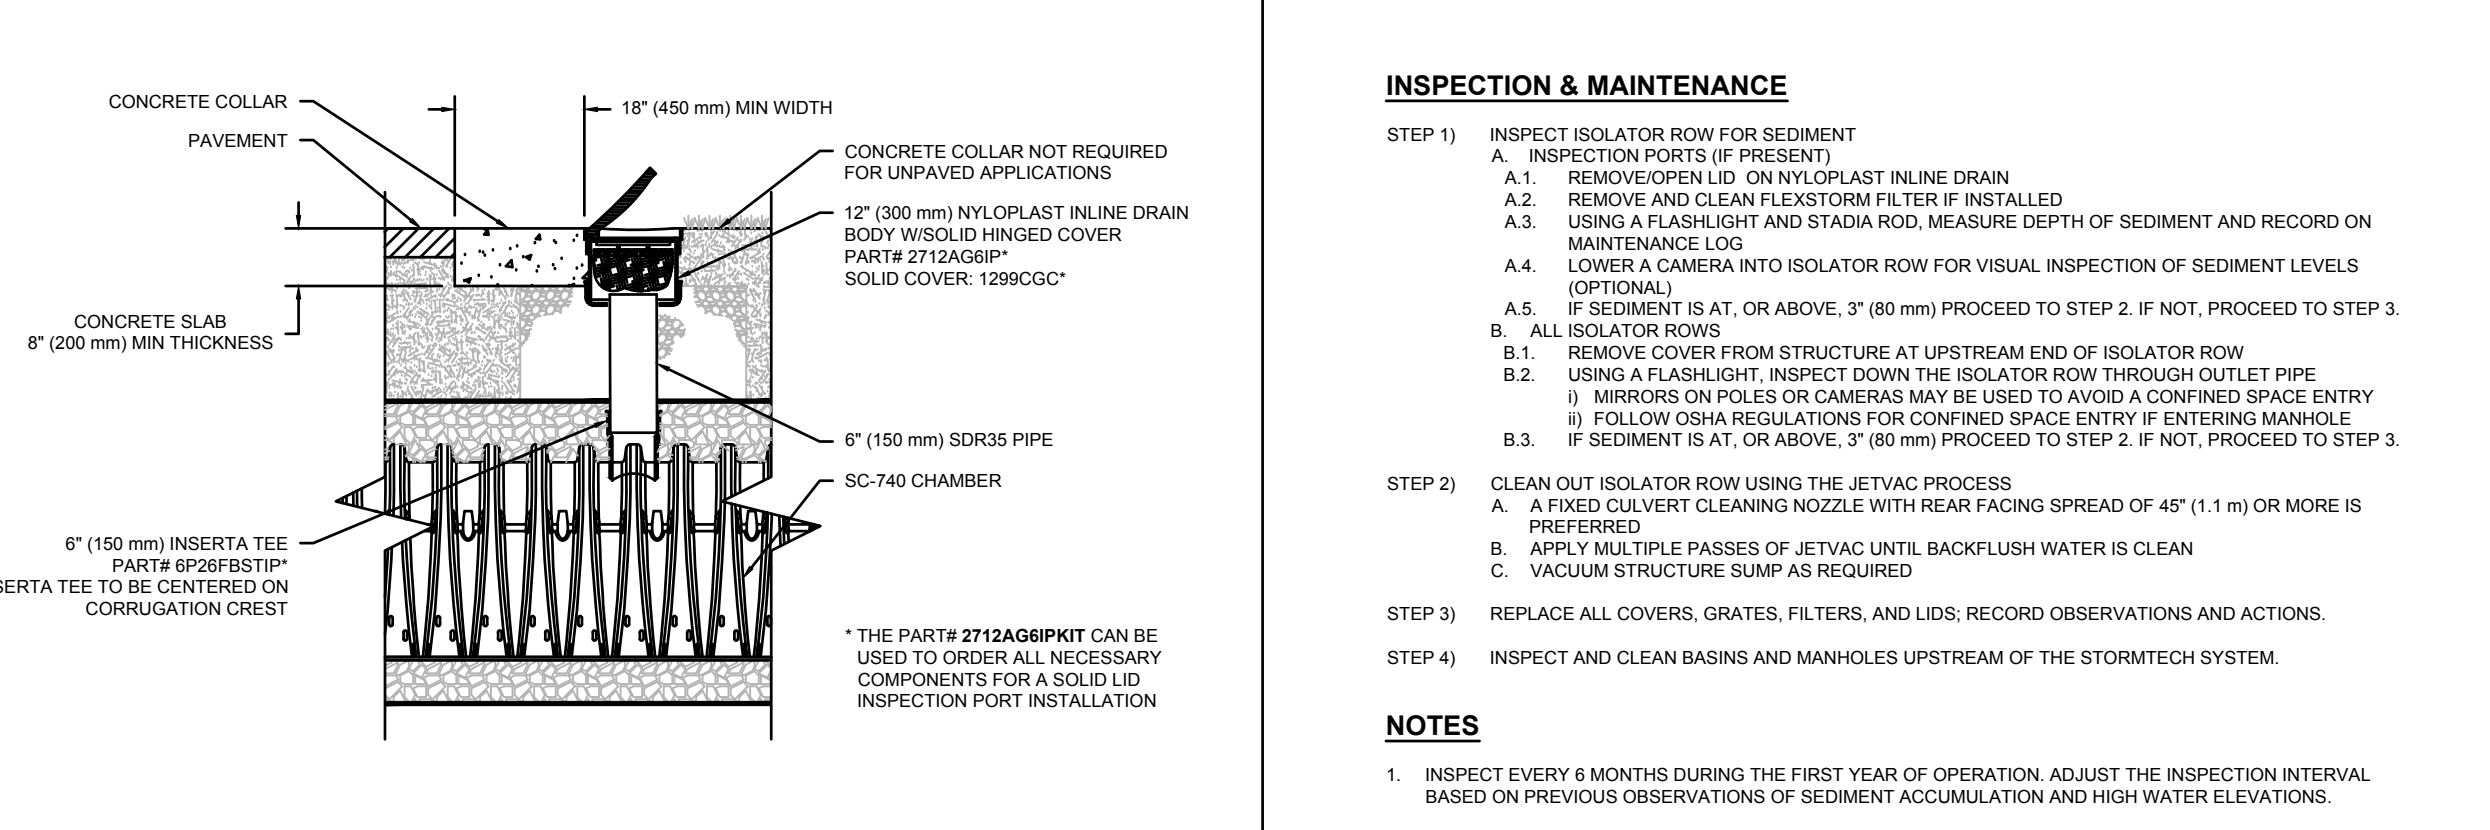 CONCRETE COLLAR
PAVEMENT
18" (450 mm) MIN WIDTH
CONCRETE COLLAR NOT REQUIRED
FOR UNPAVED APPLICATIONS
12" (300 mm) NYLOPLAST INLINE DRAIN
BODY W/SOLID HINGED COVER
PART# 2712AG6IP*
SOLID COVER: 1299CGC*
CONCRETE SLAB
8" (200 mm) MIN THICKNESS
6" (150 mm) SDR35 PIPE
SC-740 CHAMBER
6" (150 mm) INSERTA TEE
PART# 6P26FBSTIP*
SERTA TEE TO BE CENTERED ON
CORRUGATION CREST
* THE PART# 2712AG6IPKIT CAN BE
USED TO ORDER ALL NECESSARY
COMPONENTS FOR A SOLID LID
INSPECTION PORT INSTALLATION
INSPECTION & MAINTENANCE
STEP 1) INSPECT ISOLATOR ROW FOR SEDIMENT
A. INSPECTION PORTS (IF PRESENT)
A.1. REMOVE/OPEN LID ON NYLOPLAST INLINE DRAIN
A.2. REMOVE AND CLEAN FLEXSTORM FILTER IF INSTALLED
A.3. USING A FLASHLIGHT AND STADIA ROD, MEASURE DEPTH OF SEDIMENT AND RECORD ON
MAINTENANCE LOG
A.4. LOWER A CAMERA INTO ISOLATOR ROW FOR VISUAL INSPECTION OF SEDIMENT LEVELS
(OPTIONAL)
A.5. IF SEDIMENT IS AT, OR ABOVE, 3" (80 mm) PROCEED TO STEP 2. IF NOT, PROCEED TO STEP 3.
B. ALL ISOLATOR ROWS
B.1. REMOVE COVER FROM STRUCTURE AT UPSTREAM END OF ISOLATOR ROW
B.2. USING A FLASHLIGHT, INSPECT DOWN THE ISOLATOR ROW THROUGH OUTLET PIPE
i) MIRRORS ON POLES OR CAMERAS MAY BE USED TO AVOID A CONFINED SPACE ENTRY
ii) FOLLOW OSHA REGULATIONS FOR CONFINED SPACE ENTRY IF ENTERING MANHOLE
B.3. IF SEDIMENT IS AT, OR ABOVE, 3" (80 mm) PROCEED TO STEP 2. IF NOT, PROCEED TO STEP 3.
STEP 2) CLEAN OUT ISOLATOR ROW USING THE JETVAC PROCESS
A. A FIXED CULVERT CLEANING NOZZLE WITH REAR FACING SPREAD OF 45" (1.1 m) OR MORE IS
PREFERRED
B. APPLY MULTIPLE PASSES OF JETVAC UNTIL BACKFLUSH WATER IS CLEAN
C. VACUUM STRUCTURE SUMP AS REQUIRED
STEP 3) REPLACE ALL COVERS, GRATES, FILTERS, AND LIDS; RECORD OBSERVATIONS AND ACTIONS.
STEP 4) INSPECT AND CLEAN BASINS AND MANHOLES UPSTREAM OF THE STORMTECH SYSTEM.
NOTES
1. INSPECT EVERY 6 MONTHS DURING THE FIRST YEAR OF OPERATION. ADJUST THE INSPECTION INTERVAL
BASED ON PREVIOUS OBSERVATIONS OF SEDIMENT ACCUMULATION AND HIGH WATER ELEVATIONS.